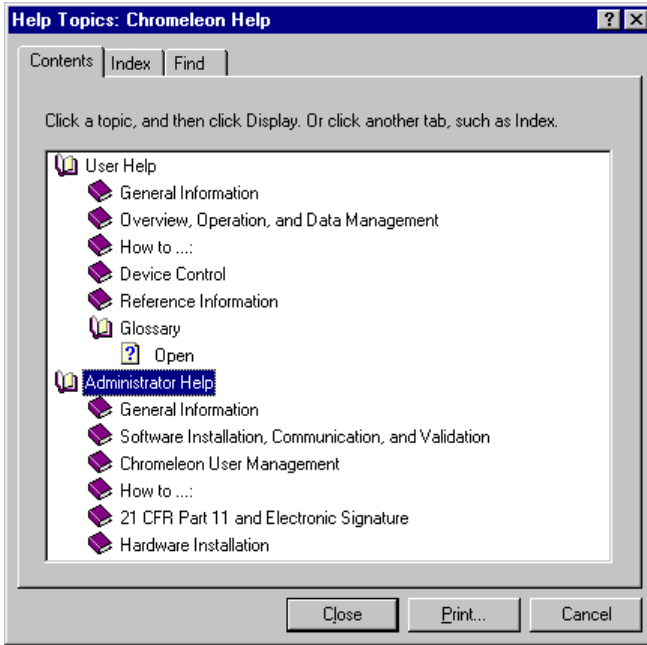 Help Topics: Chromeleon Help
Contents Index Find
Click a topic, and then click Display. Or click another tab, such as Index.
User Help
General Information
Overview, Operation, and Data Management
How to ...:
Device Control
Reference Information
Glossary
? Open
Administrator Help
General Information
Software Installation, Communication, and Validation
Chromeleon User Management
How to ...:
21 CFR Part 11 and Electronic Signature
Hardware Installation
Close Print... Cancel